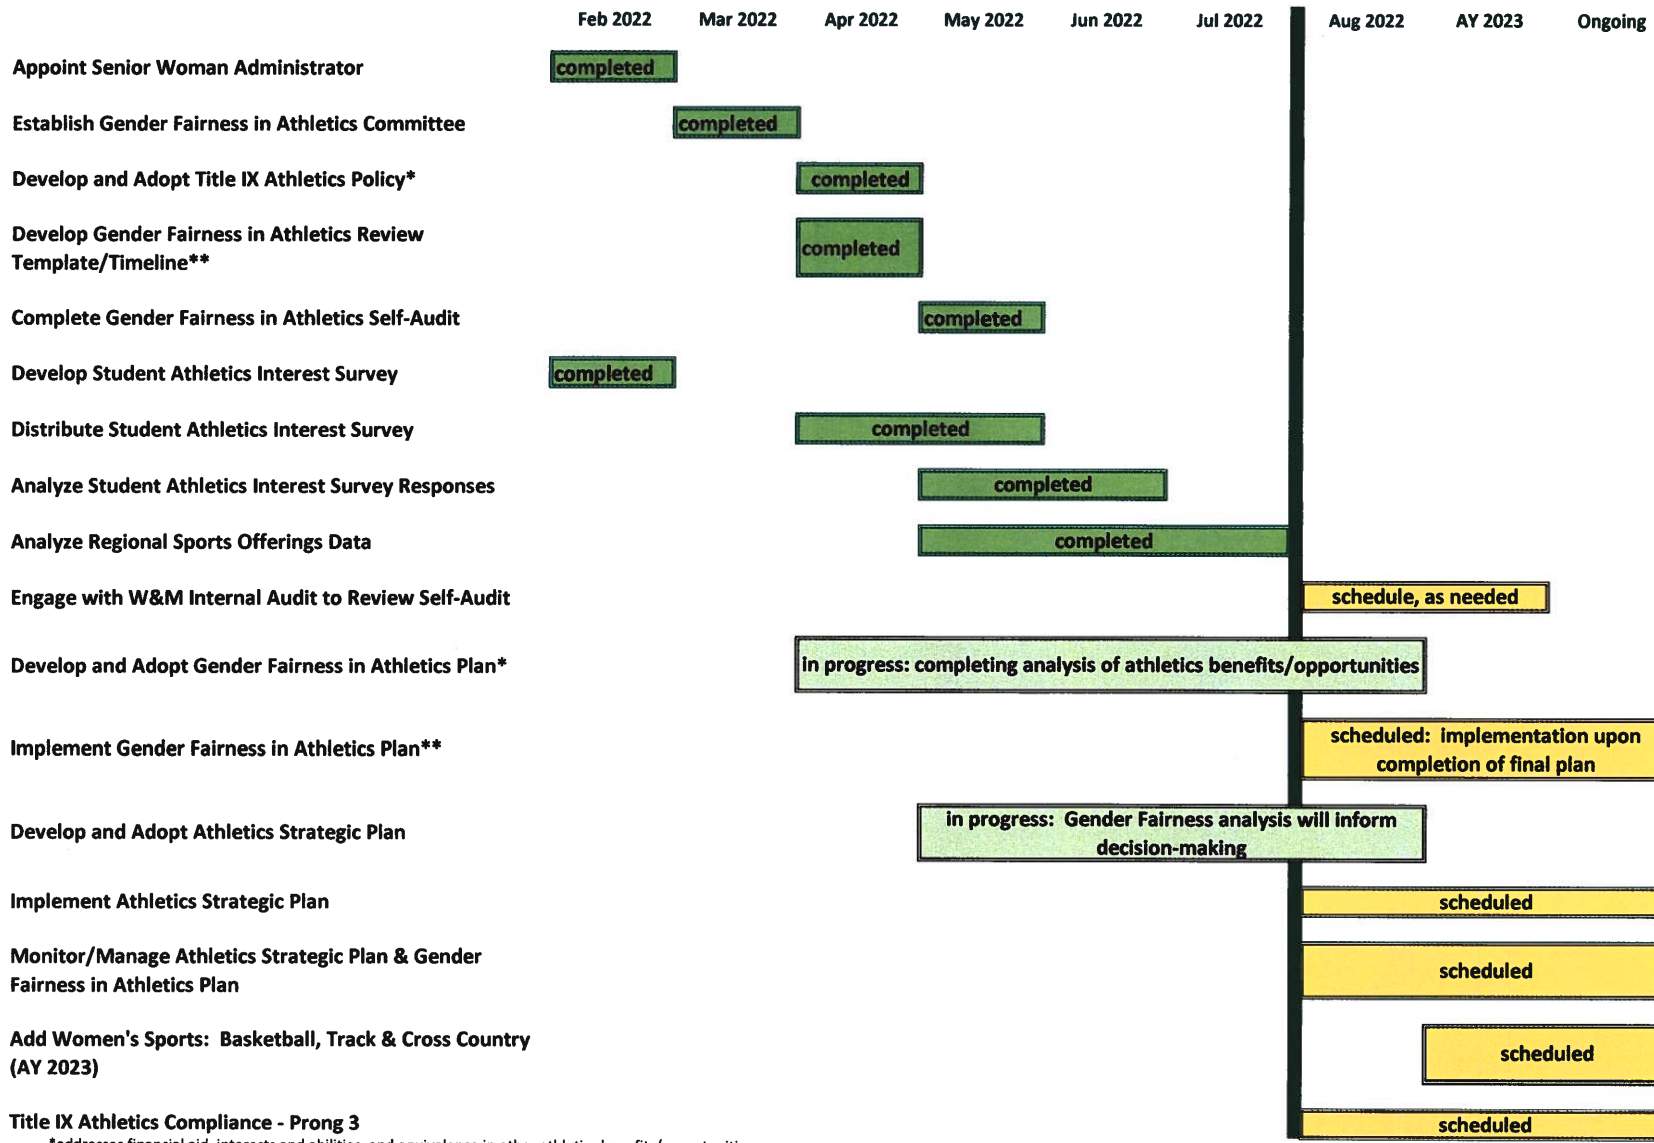 Feb 2022 Mar 2022 Apr 2022 May 2022 Jun 2022 Jul 2022 Aug 2022 AY 2023 Ongoing
Appoint Senior Woman Administrator completed
Establish Gender Fairness in Athletics Committee completed
Develop and Adopt Title IX Athletics Policy* completed
Develop Gender Fairness in Athletics Review
Template/Timeline**
completed
Complete Gender Fairness in Athletics Self-Audit completed
Develop Student Athletics Interest Survey completed
Distribute Student Athletics Interest Survey completed
Analyze Student Athletics Interest Survey Responses completed
Analyze Regional Sports Offerings Data completed
Engage with W&M Internal Audit to Review Self-Audit schedule, as needed
Develop and Adopt Gender Fairness in Athletics Plan* in progress: completing analysis of athletics benefits/opportunities
Implement Gender Fairness in Athletics Plan**
scheduled: implementation upon
completion of final plan
Develop and Adopt Athletics Strategic Plan
in progress: Gender Fairness analysis will inform
decision-making
Implement Athletics Strategic Plan scheduled
Monitor/Manage Athletics Strategic Plan & Gender
Fairness in Athletics Plan
scheduled
Add Women's Sports: Basketball, Track & Cross Country
(AY 2023)
scheduled
Title IX Athletics Compliance - Prong 3 scheduled